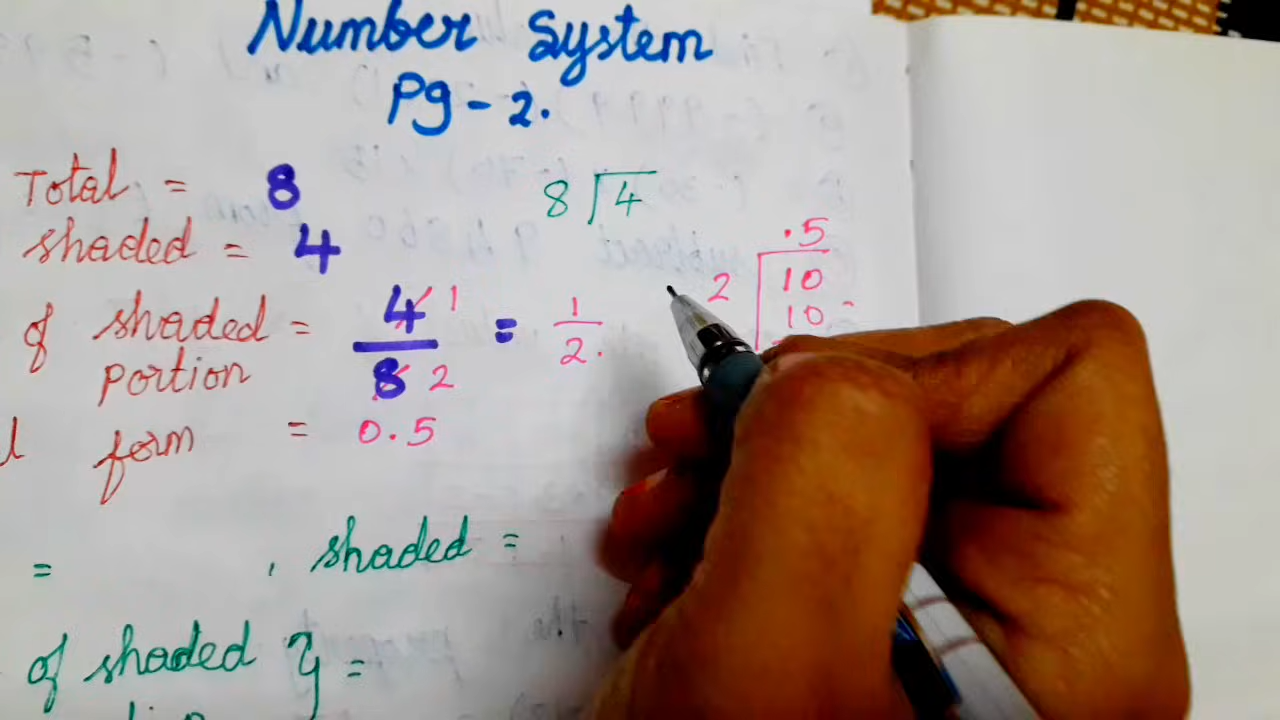 Number System
Pg - 2.
Total = 8
shaded = 4
8 4
of shaded portion = 4/8 1 2 = 1/2.
.5
2 10
10
form = 0.5
= , shaded =
of shaded =